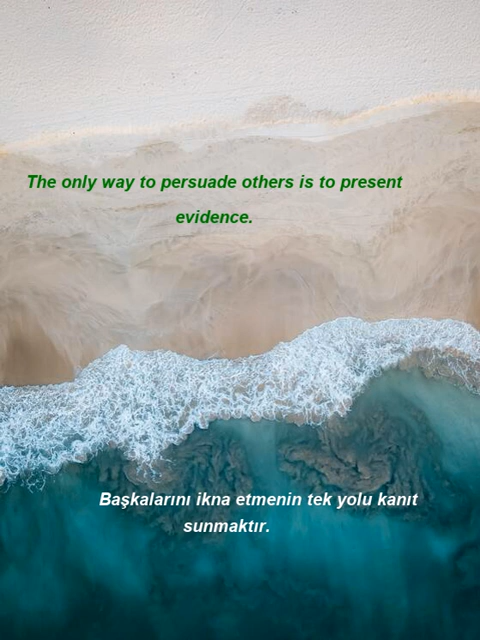 The only way to persuade others is to present
evidence.
Başkalarını ikna etmenin tek yolu kanıt
sunmaktır.